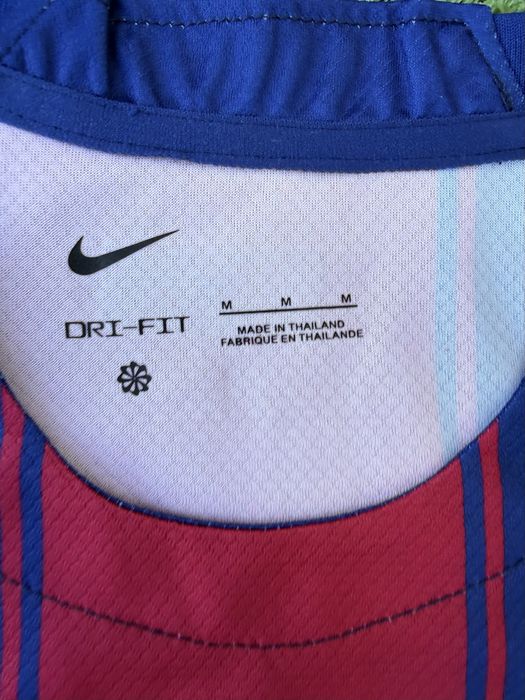 DRI-FIT
M M M
MADE IN THAILAND
FABRIQUE EN THAILANDE